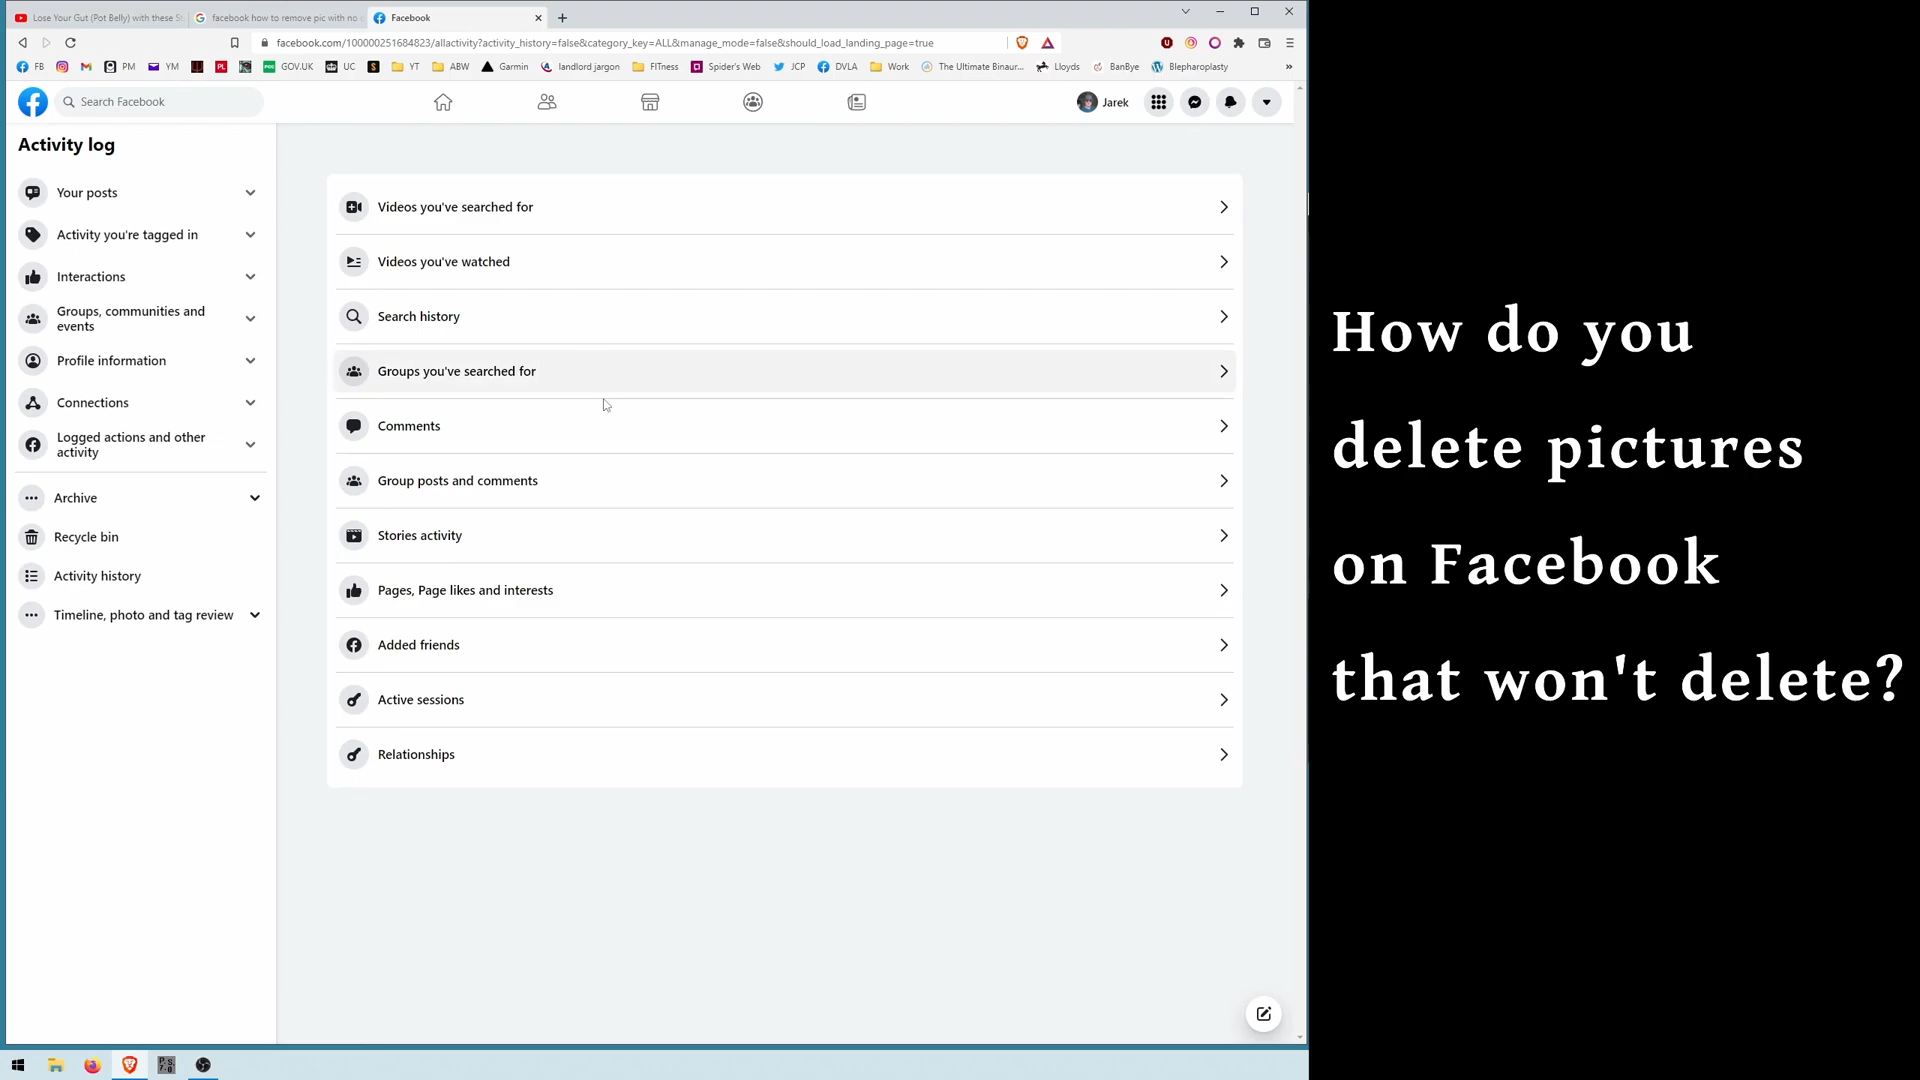 Lose Your Gut (Pot Belly) with these S
facebook how to remove pic with no
Facebook
facebook.com/100000251684823/allactivity?activity_history=false&category_key=ALL&manage_mode=false&should_load_landing_page=true
FB
PM
YM
PL
GOV.UK
UC
YT
ABW
Garmin
landlord jargon
FITness
Spider's Web
JCP
DVLA
Work
The Ultimate Binaur...
Lloyds
BanBye
Blepharoplasty
»
Search Facebook
Jarek
Activity log
Your posts
Activity you're tagged in
Interactions
Groups, communities and
events
Profile information
Connections
Logged actions and other
activity
Archive
Recycle bin
Activity history
Timeline, photo and tag review
Videos you've searched for
Videos you've watched
Search history
Groups you've searched for
Comments
Group posts and comments
Stories activity
Pages, Page likes and interests
Added friends
Active sessions
Relationships
How do you
delete pictures
on Facebook
that won't delete?